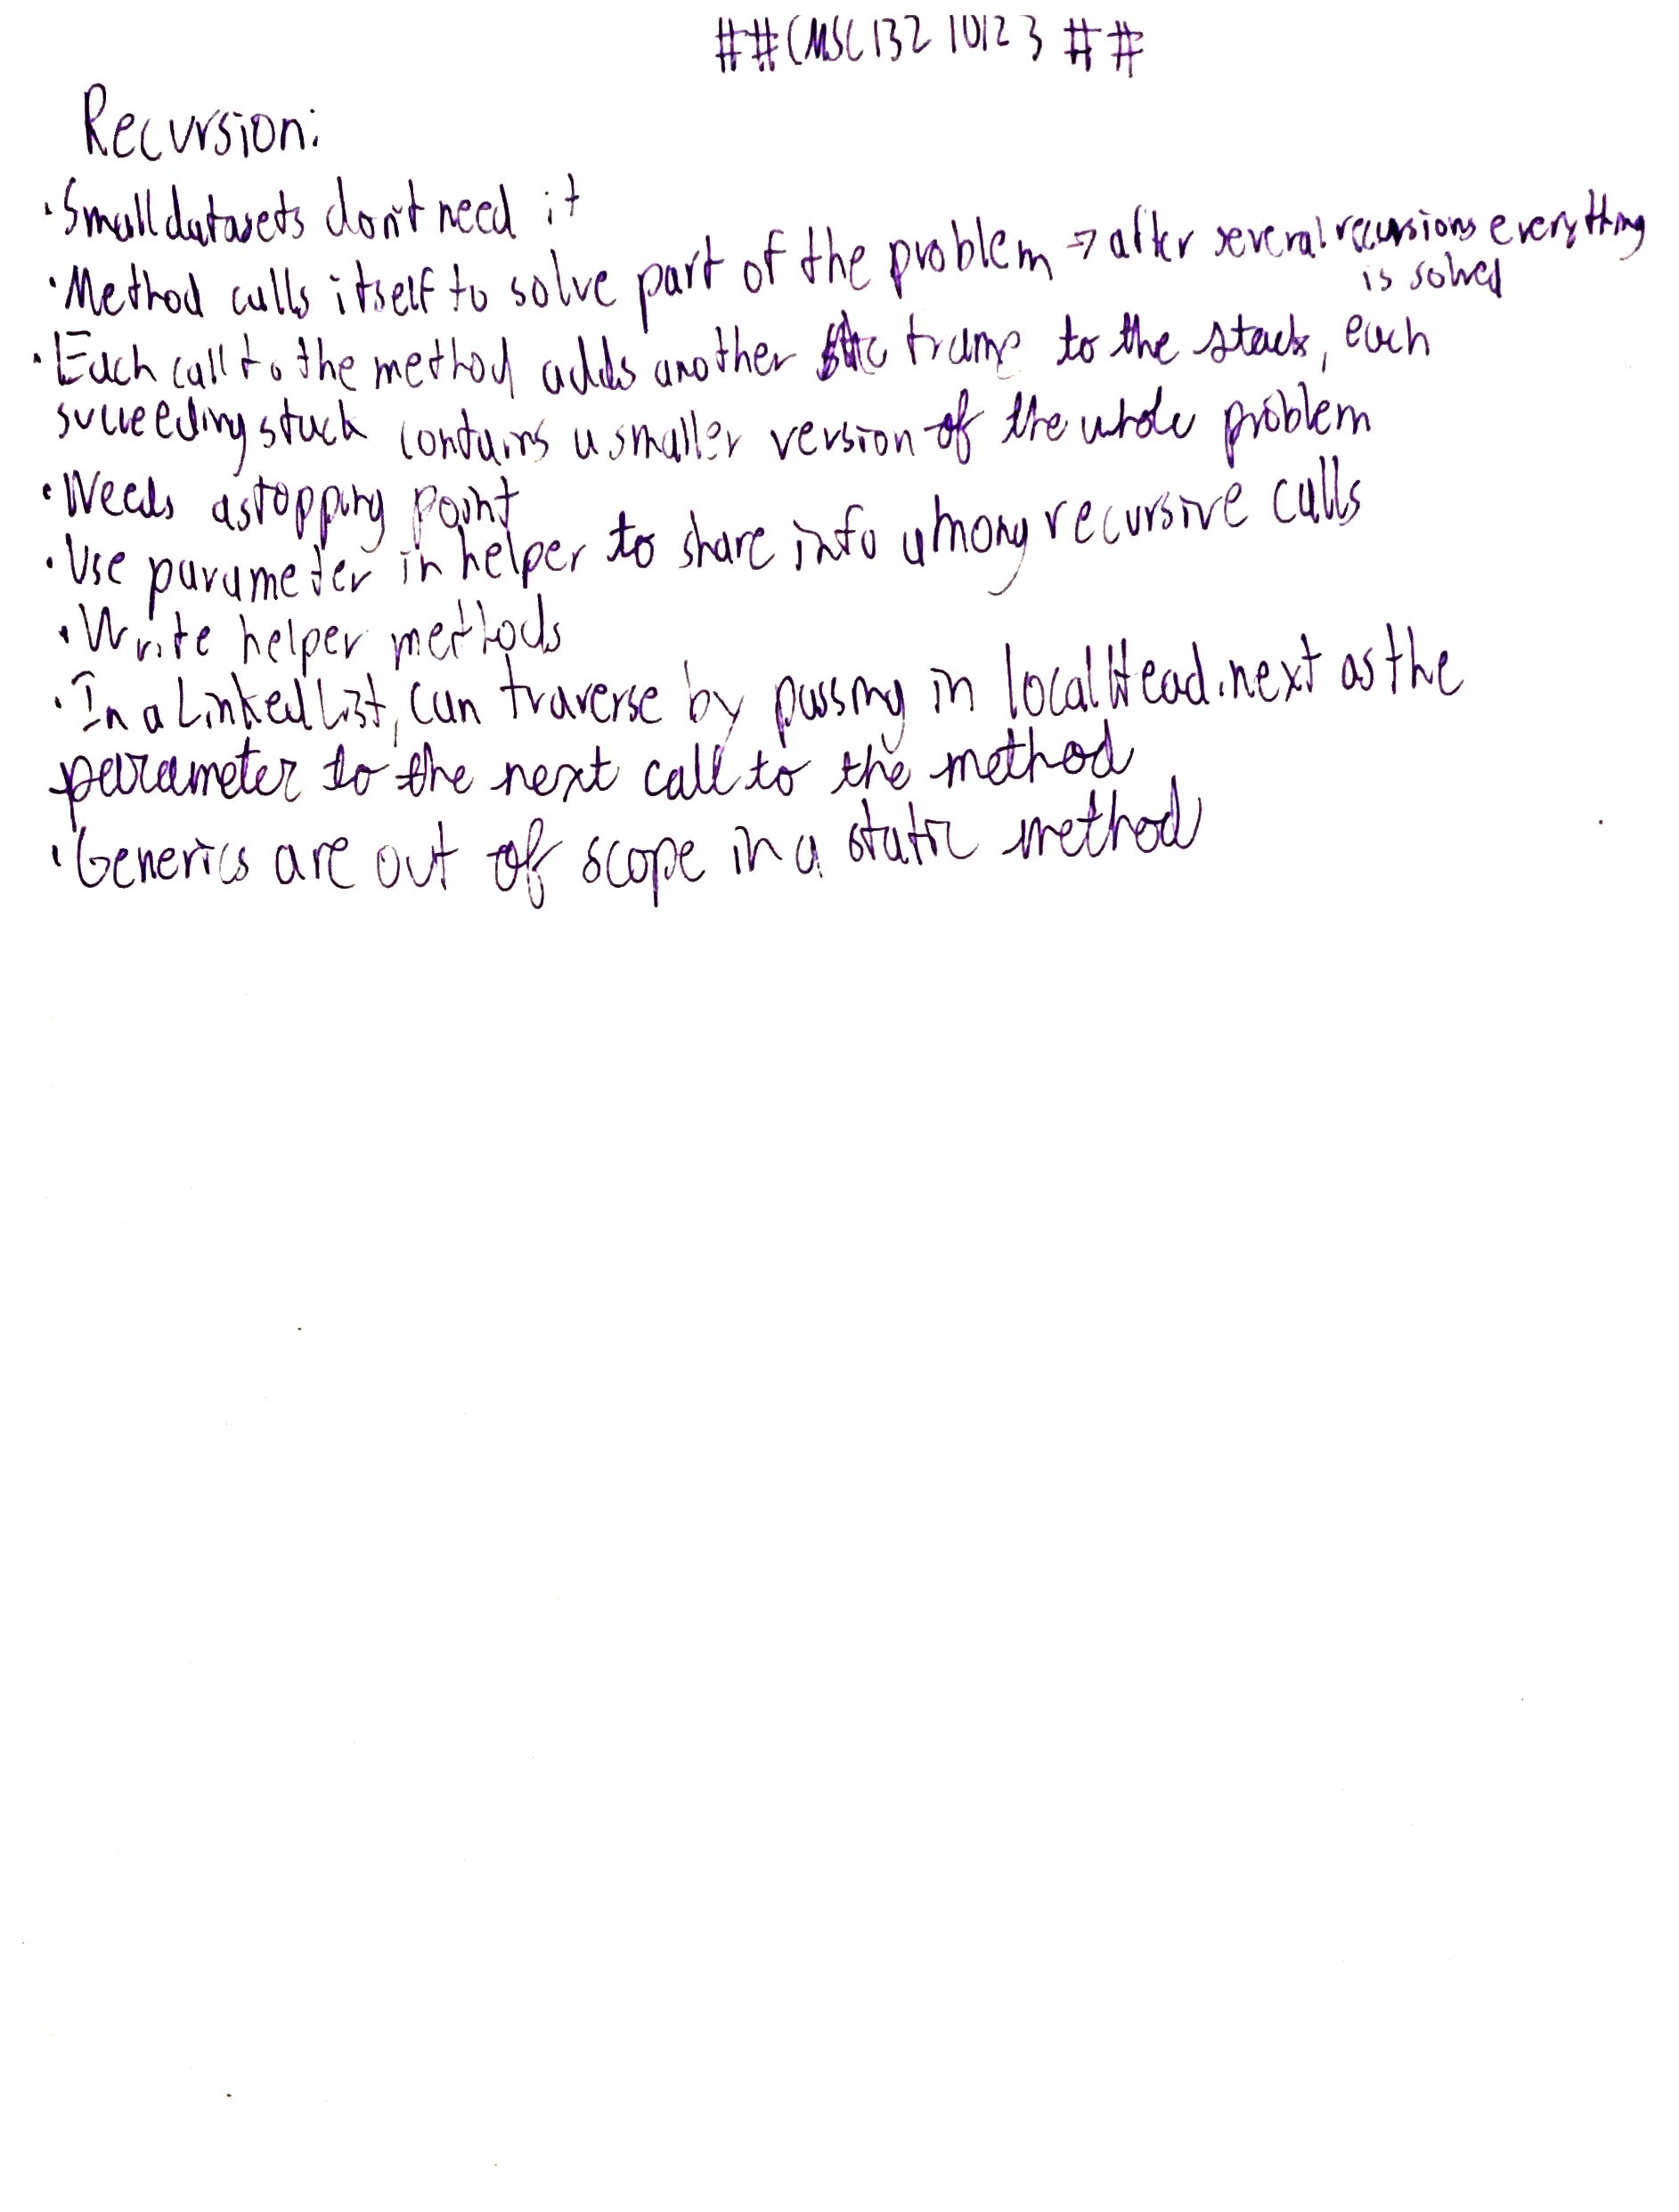 ##CMSC132 10/23 ##
Recursion:
·Small datasets don't need it
·Method calls itself to solve part of the problem → after several recursions everything
is solved
·Each call to the method adds another frame to the stack, each
succeeding stack contains a smaller version of the whole problem
·Needs a stopping point
·Use parameter in helper to share info among recursive calls
·Write helper methods
·In a Linked List, can traverse by passing in localHead.next as the
parameter to the next call to the method
·Generics are out of scope in a static method